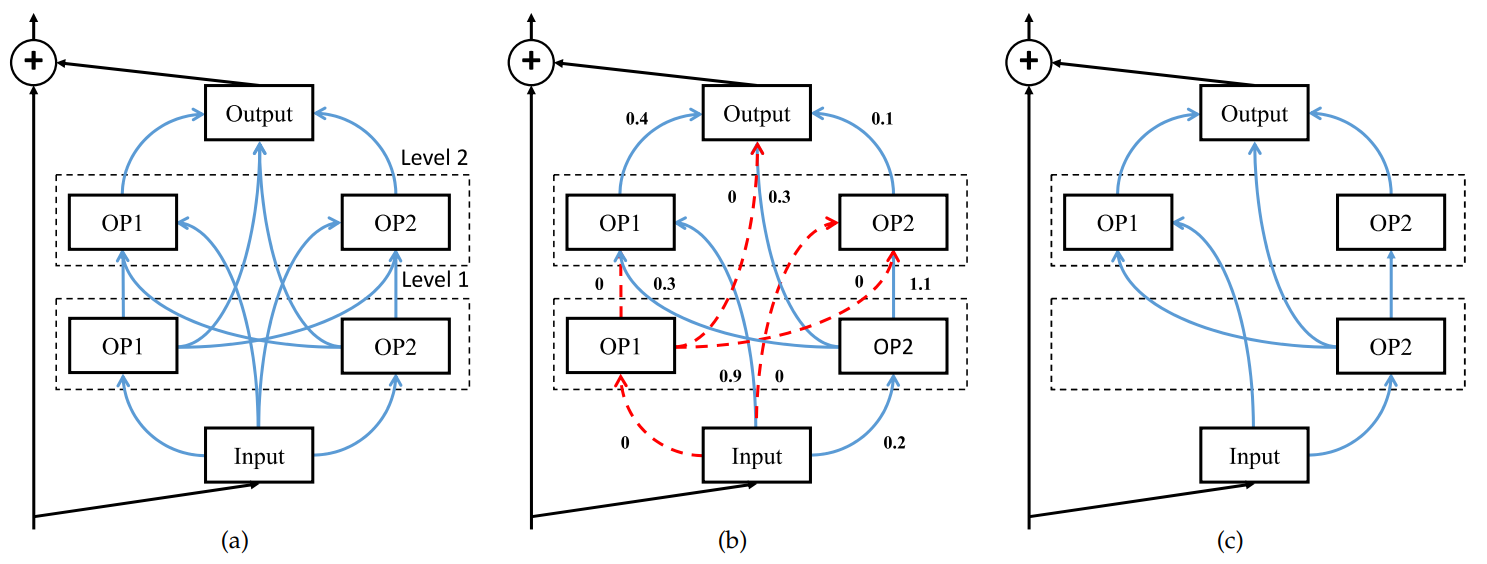 +
Output
Level 2
OP1
OP2
Level 1
OP1
OP2
Input
(a)
+
Output
0.4
0.1
0
0.3
OP1
OP2
0
0.3
0
1.1
OP1
OP2
0.9
0
0
Input
0.2
(b)
+
Output
OP1
OP2
OP2
Input
(c)